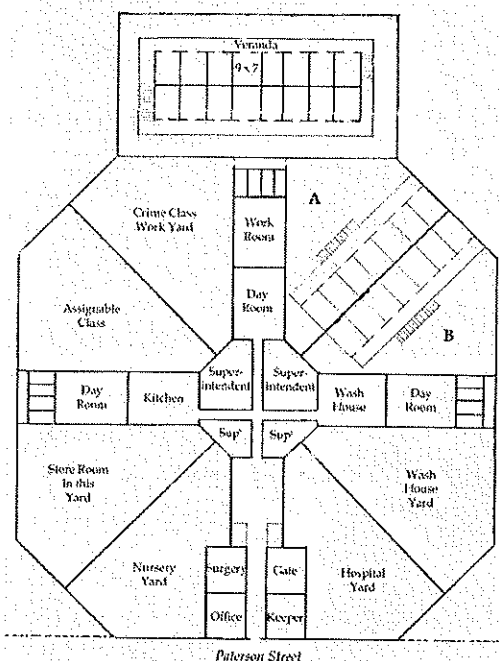 Veranda
9 x 7
A
Crime Class
Work Yard
Work
Room
Assignable
Class
Day
Room
B
Super-
intendent
Super-
intendent
Day
Room
Kitchen
Wash
House
Day
Room
Supt
Supt
Store Room
In this
Yard
Wash
House
Yard
Nursery
Yard
Surgery
Gate
Hospital
Yard
Office
Keeper
Paterson Street